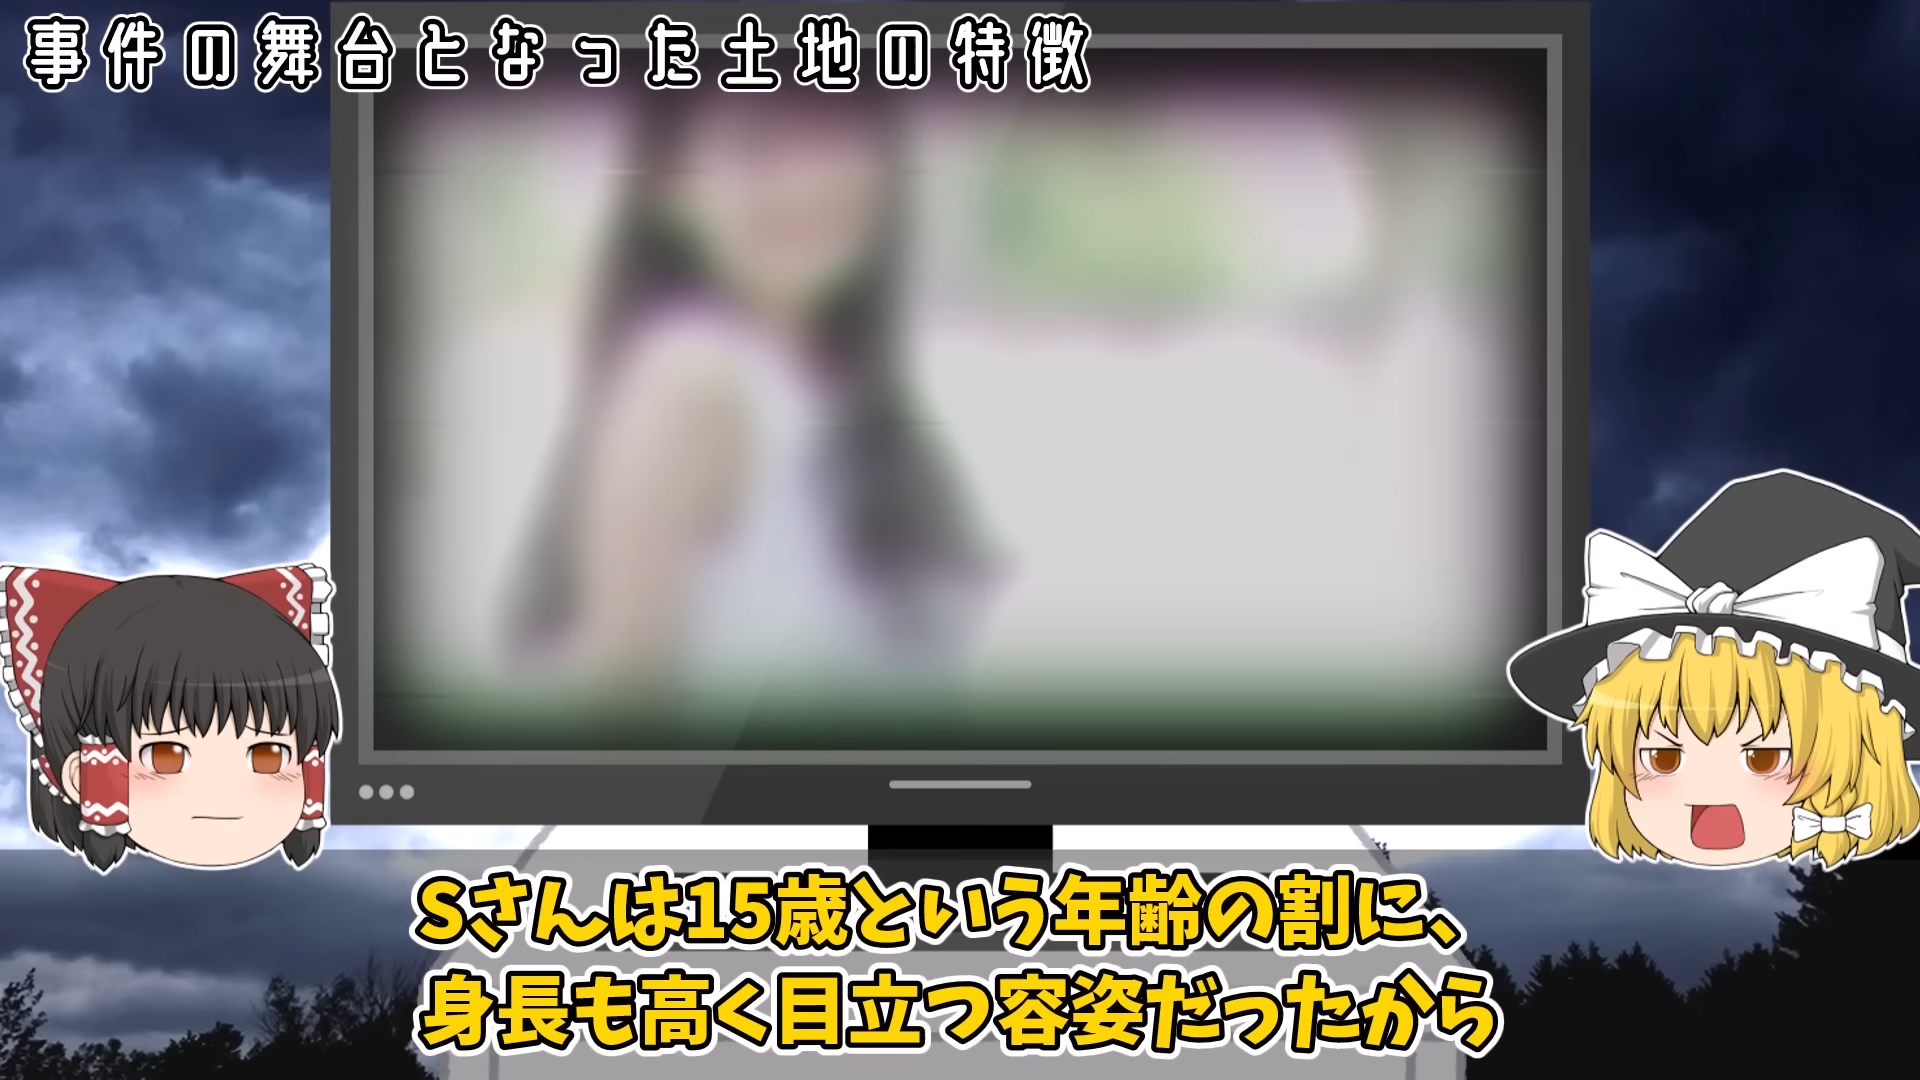 事件の舞台となった土地の特徴
Sさんは15歳という年齢の割に、
身長も高く目立つ容姿だったから